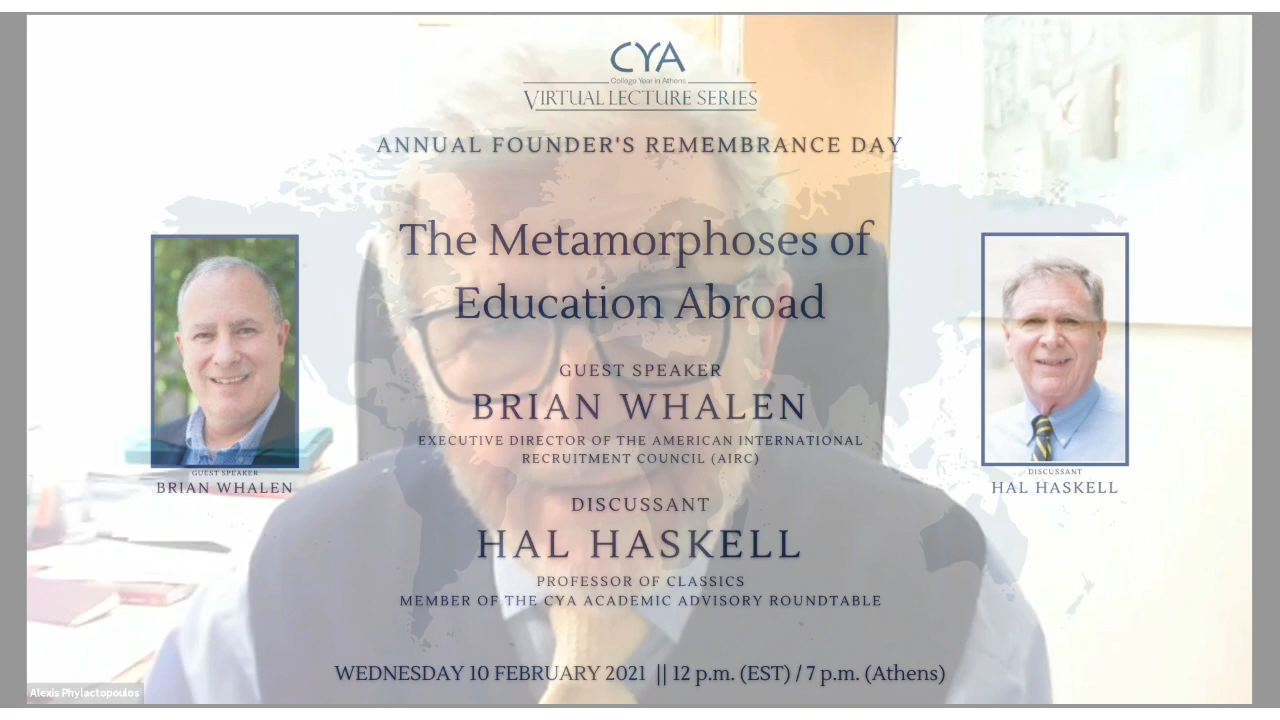 CYA
College Year in Athens
VIRTUAL LECTURE SERIES
ANNUAL FOUNDER'S REMEMBRANCE DAY
The Metamorphoses of
Education Abroad
GUEST SPEAKER
BRIAN WHALEN
EXECUTIVE DIRECTOR OF THE AMERICAN INTERNATIONAL
RECRUITMENT COUNCIL (AIRC)
GUEST SPEAKER
BRIAN WHALEN
DISCUSSANT
HAL HASKELL
DISCUSSANT
HAL HASKELL
PROFESSOR OF CLASSICS
MEMBER OF THE CYA ACADEMIC ADVISORY ROUNDTABLE
WEDNESDAY 10 FEBRUARY 2021 || 12 p.m. (EST) / 7 p.m. (Athens)
Alexis Phylactopoulos